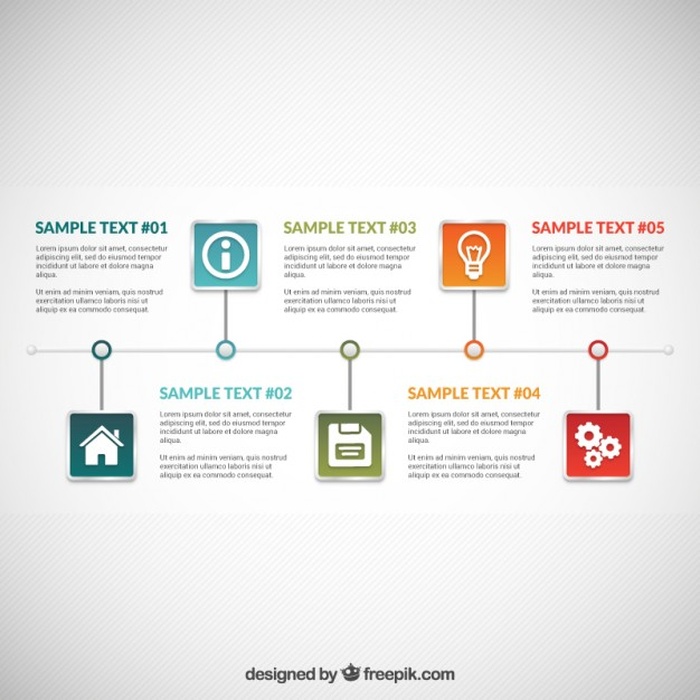 SAMPLE TEXT #01
Lorem ipsum dolor sit amet, consectetur
adipiscing elit, sed do eiusmod tempor
incididunt ut labore et dolore magna
aliqua.
Ut enim ad minim veniam, quis nostrud
exercitation ullamco laboris nisi ut
aliquip ex ea commodo consequat.
SAMPLE TEXT #02
Lorem ipsum dolor sit amet, consectetur
adipiscing elit, sed do eiusmod tempor
incididunt ut labore et dolore magna
aliqua.
Ut enim ad minim veniam, quis nostrud
exercitation ullamco laboris nisi ut
aliquip ex ea commodo consequat.
SAMPLE TEXT #03
Lorem ipsum dolor sit amet, consectetur
adipiscing elit, sed do eiusmod tempor
incididunt ut labore et dolore magna
aliqua.
Ut enim ad minim veniam, quis nostrud
exercitation ullamco laboris nisi ut
aliquip ex ea commodo consequat.
SAMPLE TEXT #04
Lorem ipsum dolor sit amet, consectetur
adipiscing elit, sed do eiusmod tempor
incididunt ut labore et dolore magna
aliqua.
Ut enim ad minim veniam, quis nostrud
exercitation ullamco laboris nisi ut
aliquip ex ea commodo consequat.
SAMPLE TEXT #05
Lorem ipsum dolor sit amet, consectetur
adipiscing elit, sed do eiusmod tempor
incididunt ut labore et dolore magna
aliqua.
Ut enim ad minim veniam, quis nostrud
exercitation ullamco laboris nisi ut
aliquip ex ea commodo consequat.
designed by freepik.com